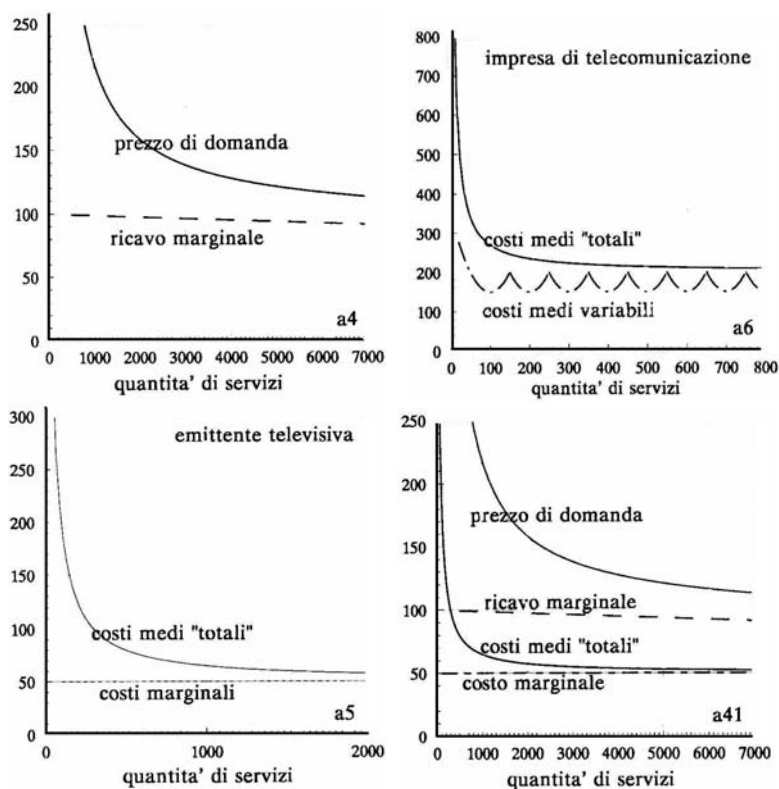 250
200
150
100
50
0
prezzo di domanda
ricavo marginale
a4
0 1000 2000 3000 4000 5000 6000 7000
quantita' di servizi
800
700
600
500
400
300
200
100
0
impresa di telecomunicazione
costi medi "totali"
costi medi variabili
a6
0 100 200 300 400 500 600 700 800
quantita' di servizi
300
250
200
150
100
50
0
emittente televisiva
costi medi "totali"
costi marginali
a5
0 1000 2000
quantita' di servizi
250
200
150
100
50
0
prezzo di domanda
ricavo marginale
costi medi "totali"
costo marginale
a41
0 1000 2000 3000 4000 5000 6000 7000
quantita' di servizi